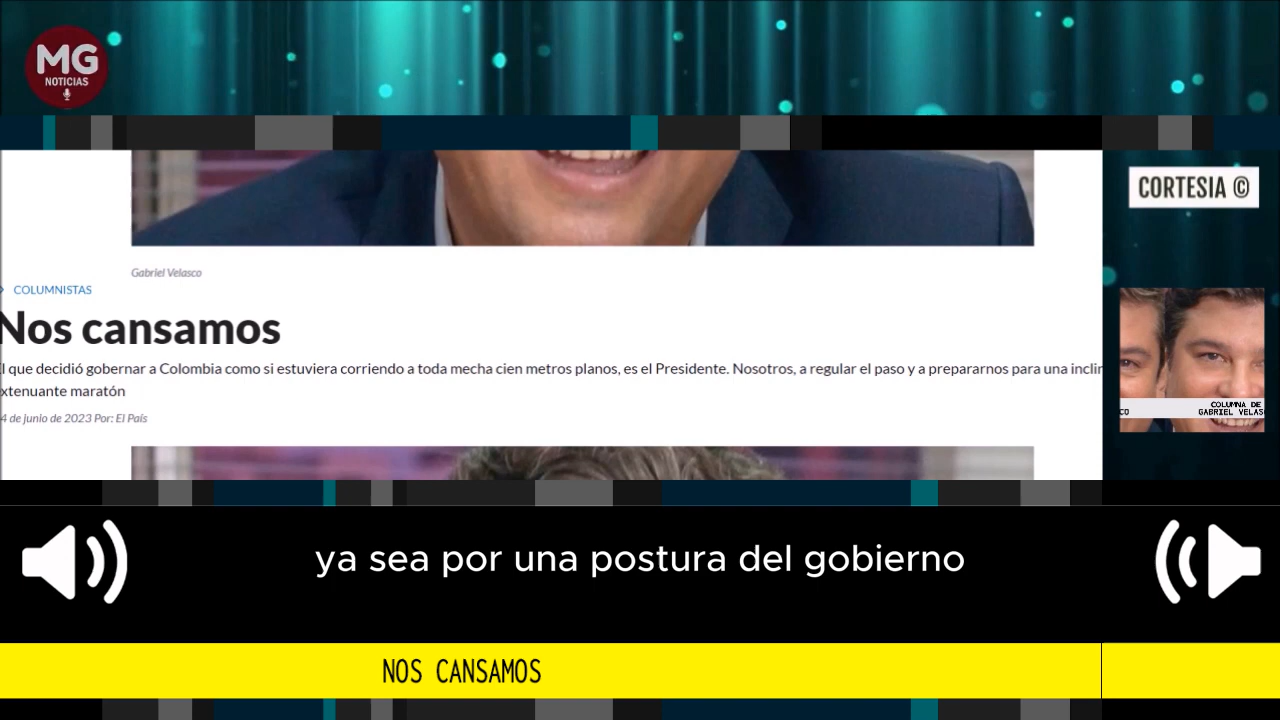 MG
NOTICIAS
CORTESIA ©
Gabriel Velasco
COLUMNISTAS
Nos cansamos
l que decidió gobernar a Colombia como si estuviera corriendo a toda mecha cien metros planos, es el Presidente. Nosotros, a regular el paso y a prepararnos para una inclin
xtenuante maratón
4 de junio de 2023 Por: El País
CO
COLUMNA DE
GABRIEL VELAS
ya sea por una postura del gobierno
NOS CANSAMOS